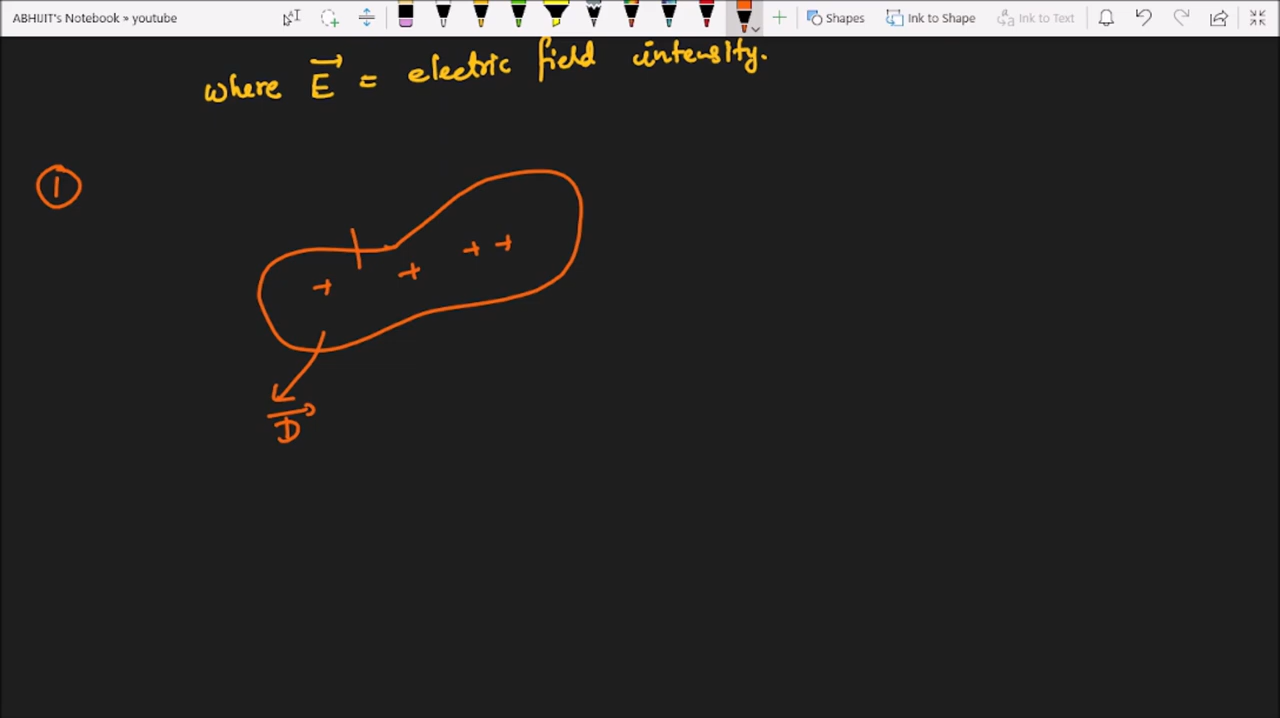 ABHIJIT's Notebook » youtube
Shapes
Ink to Shape
Ink to Text
where E = electric field intensity.
1
+ + + +
D